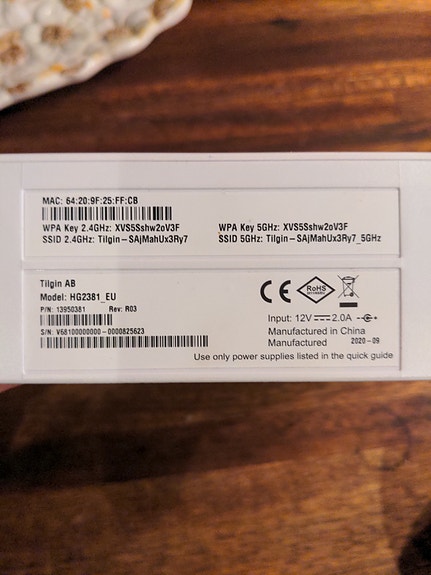 MAC: 64:20:9F:25:FF:CB
WPA Key 2.4GHz: XVS5Sshw2oV3F
SSID 2.4GHz: Tilgin-SAjMahUx3Ry7
WPA Key 5GHz: XVS5Sshw2oV3F
SSID 5GHz: Tilgin-SAjMahUx3Ry7_5GHz
Tilgin AB
Model: HG2381_EU
P/N: 13950381 Rev: R03
S/N: V68100000000-0000825623
CE
RoHS
Input: 12V 2.0A
Manufactured in China
Manufactured 2020-09
Use only power supplies listed in the quick guide